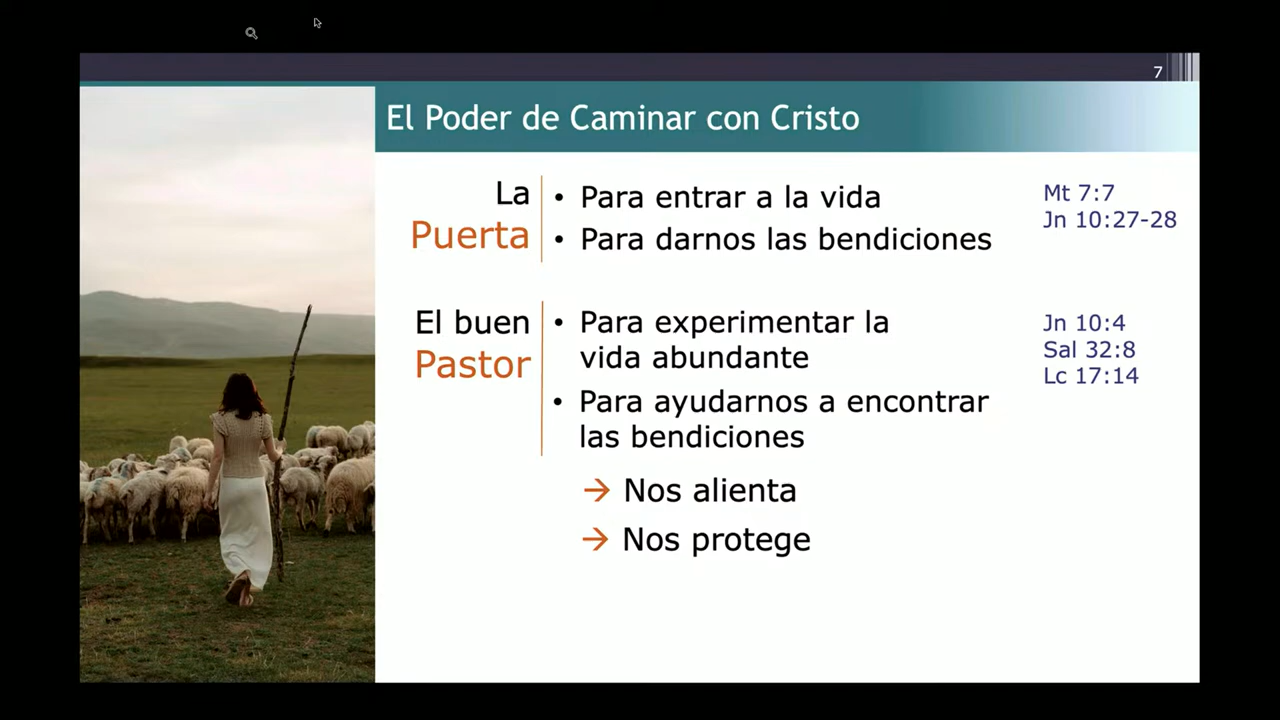 7
El Poder de Caminar con Cristo
La
Puerta
• Para entrar a la vida
• Para darnos las bendiciones
Mt 7:7
Jn 10:27-28
El buen
Pastor
• Para experimentar la
vida abundante
• Para ayudarnos a encontrar
las bendiciones
→ Nos alienta
→ Nos protege
Jn 10:4
Sal 32:8
Lc 17:14